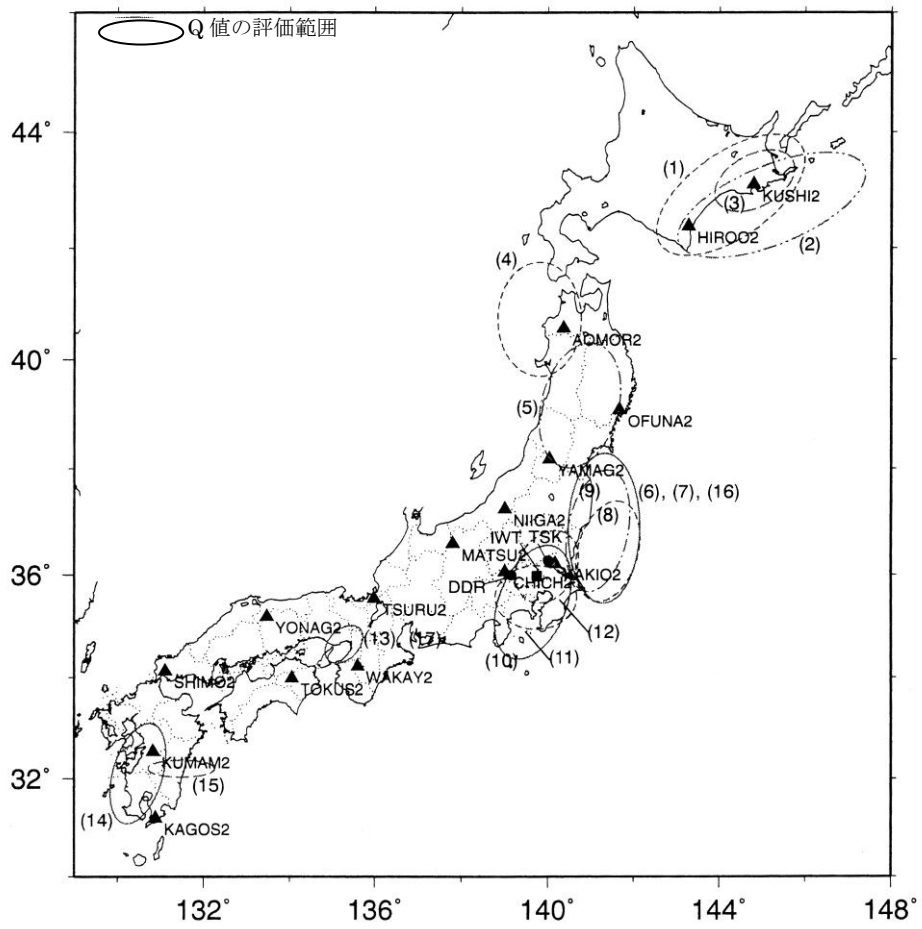 Q 値の評価範囲
44°
(1)
KUSHI2
(3)
HIROO2
(2)
(4)
AOMOR2
40°
(5)
OFUNA2
YAMAG2
(9)
(6), (7), (16)
(8)
NIIGA2
IWT TSK
MATSU2
36°
DDR
CHICH2
AKIO2
TSURU2
YONAG2
(12)
(13)
(17)
(10)
(11)
SHIMO2
TOKUS2
WAKAY2
KUMAM2
32°
(15)
(14)
KAGOS2
132°
136°
140°
144°
148°